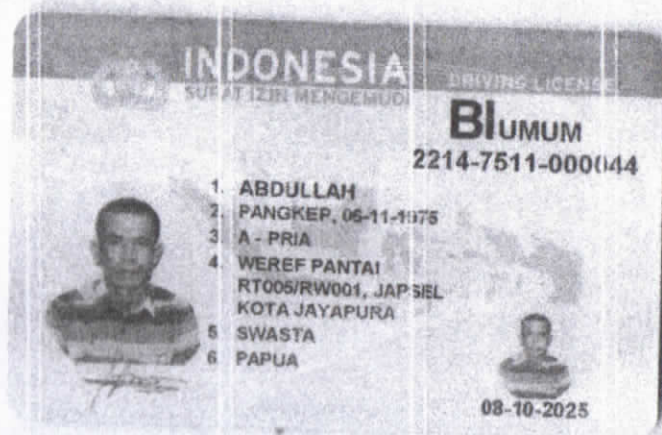 INDONESIA
SURAT IZIN MENGEMUDI
DRIVING LICENSE
BI UMUM
2214-7511-000044
1. ABDULLAH
2. PANGKEP, 06-11-1975
3. A - PRIA
4. WEREF PANTAI
RT005/RW001, JAPSEL
KOTA JAYAPURA
5. SWASTA
6. PAPUA
08-10-2025